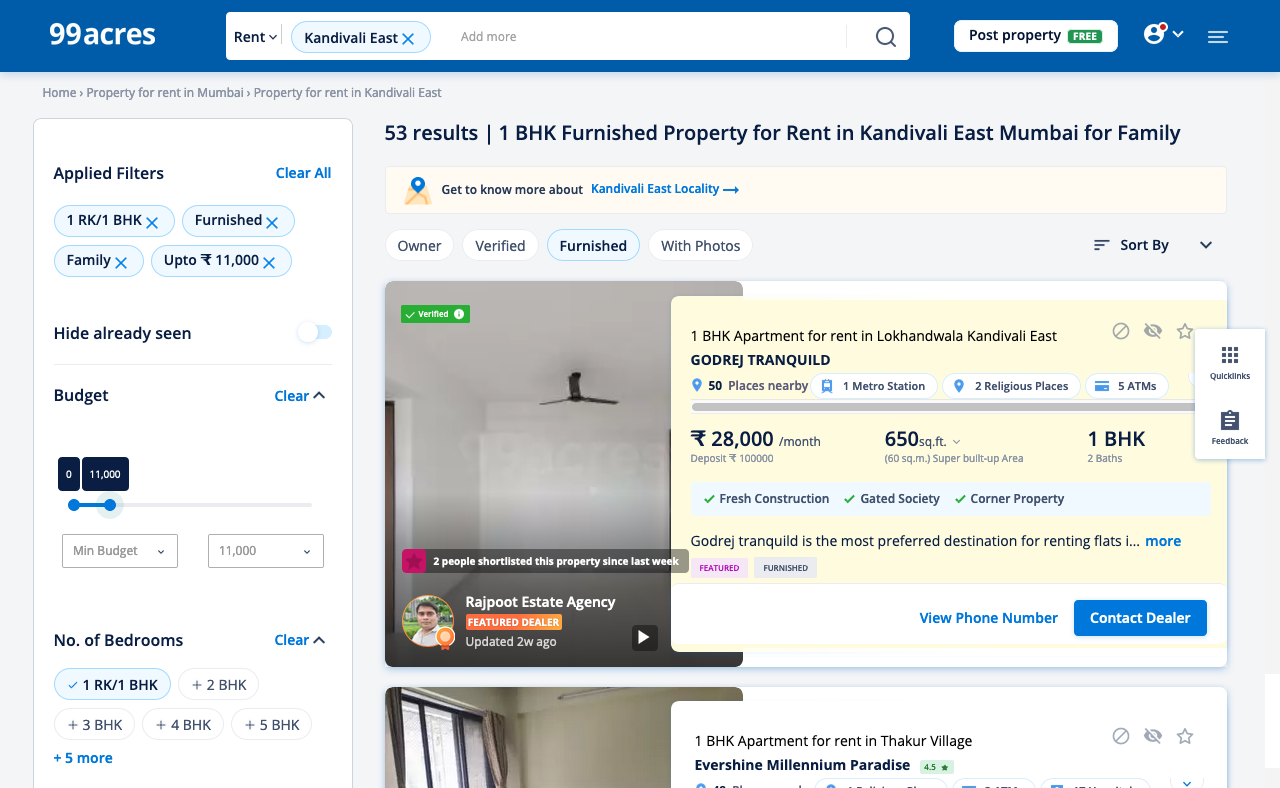 99acres
Rent
Kandivali East
Add more
Post property FREE
Home › Property for rent in Mumbai › Property for rent in Kandivali East
Applied Filters
Clear All
1 RK/1 BHK
Furnished
Family
Upto ₹ 11,000
Hide already seen
Budget
Clear
0
11,000
Min Budget
11,000
No. of Bedrooms
Clear
1 RK/1 BHK
+ 2 BHK
+ 3 BHK
+ 4 BHK
+ 5 BHK
+ 5 more
53 results | 1 BHK Furnished Property for Rent in Kandivali East Mumbai for Family
Get to know more about Kandivali East Locality
Owner
Verified
Furnished
With Photos
Sort By
Verified
99acres
2 people shortlisted this property since last week
Rajpoot Estate Agency
FEATURED DEALER
Updated 2w ago
1 BHK Apartment for rent in Lokhandwala Kandivali East
GODREJ TRANQUILD
50 Places nearby
1 Metro Station
2 Religious Places
5 ATMs
₹ 28,000 /month
Deposit ₹ 100000
650 sq.ft.
(60 sq.m.) Super built-up Area
1 BHK
2 Baths
Fresh Construction
Gated Society
Corner Property
Godrej tranquild is the most preferred destination for renting flats i... more
FEATURED
FURNISHED
View Phone Number
Contact Dealer
Quicklinks
Feedback
1 BHK Apartment for rent in Thakur Village
Evershine Millennium Paradise
4.5